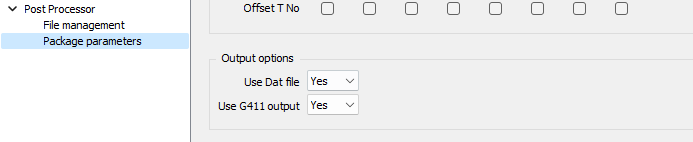 Post Processor
File management
Package parameters
Offset T No
Output options
Use Dat file Yes
Use G411 output Yes